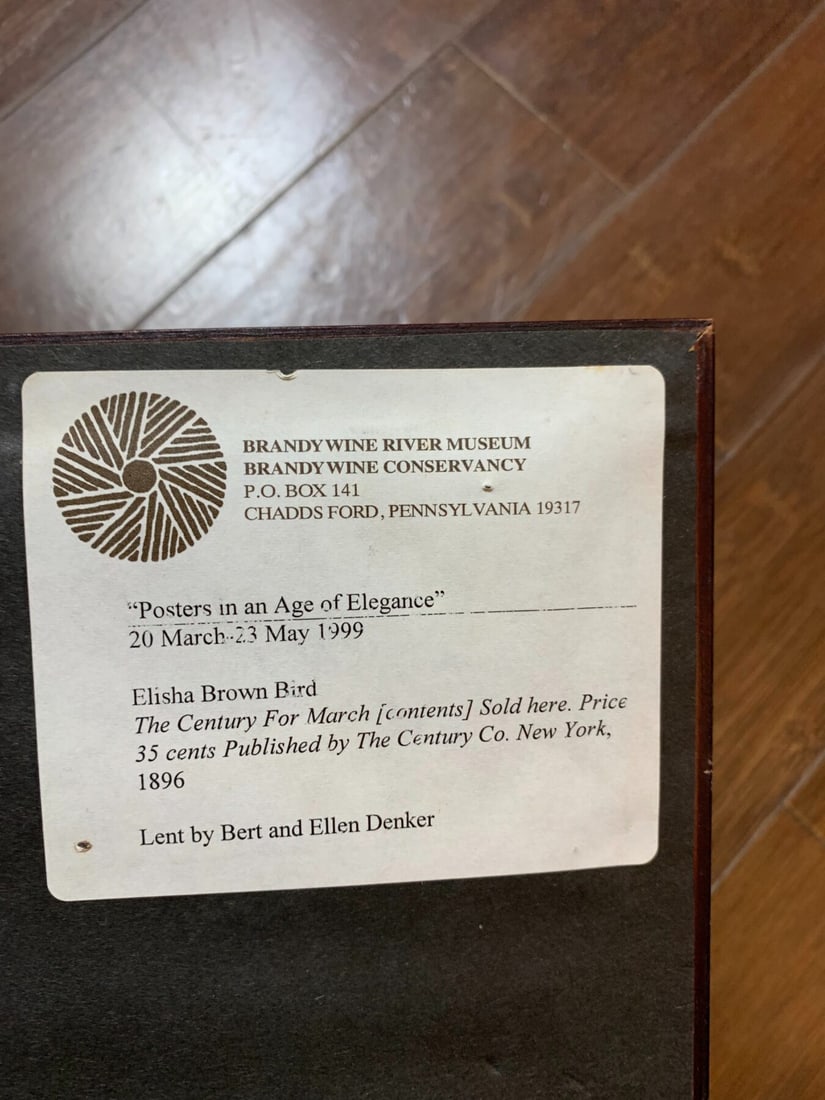 BRANDYWINE RIVER MUSEUM
BRANDYWINE CONSERVANCY
P.O. BOX 141
CHADDS FORD, PENNSYLVANIA 19317
“Posters in an Age of Elegance”
20 March-23 May 1999
Elisha Brown Bird
The Century For March [contents] Sold here. Price
35 cents Published by The Century Co. New York,
1896
Lent by Bert and Ellen Denker